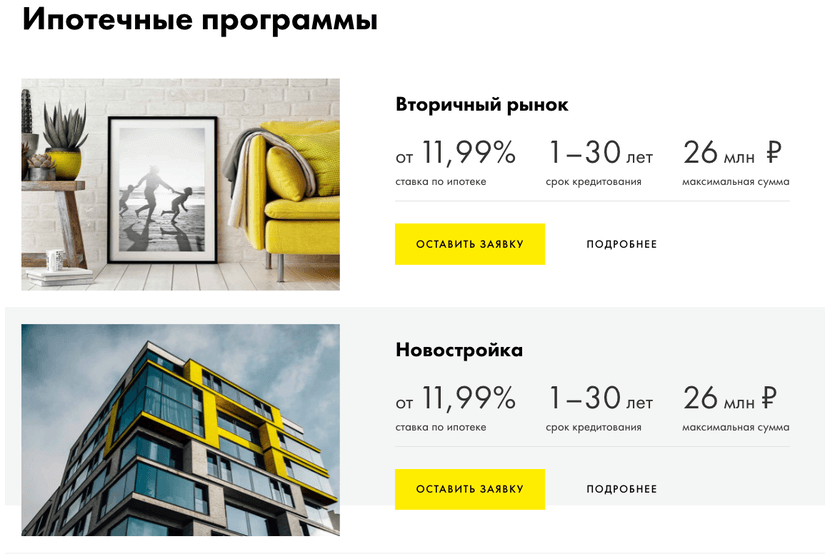 Ипотечные программы
Вторичный рынок
от 11,99% 1–30 лет 26 млн ₽
ставка по ипотеке срок кредитования максимальная сумма
ОСТАВИТЬ ЗАЯВКУ ПОДРОБНЕЕ
Новостройка
от 11,99% 1–30 лет 26 млн ₽
ставка по ипотеке срок кредитования максимальная сумма
ОСТАВИТЬ ЗАЯВКУ ПОДРОБНЕЕ